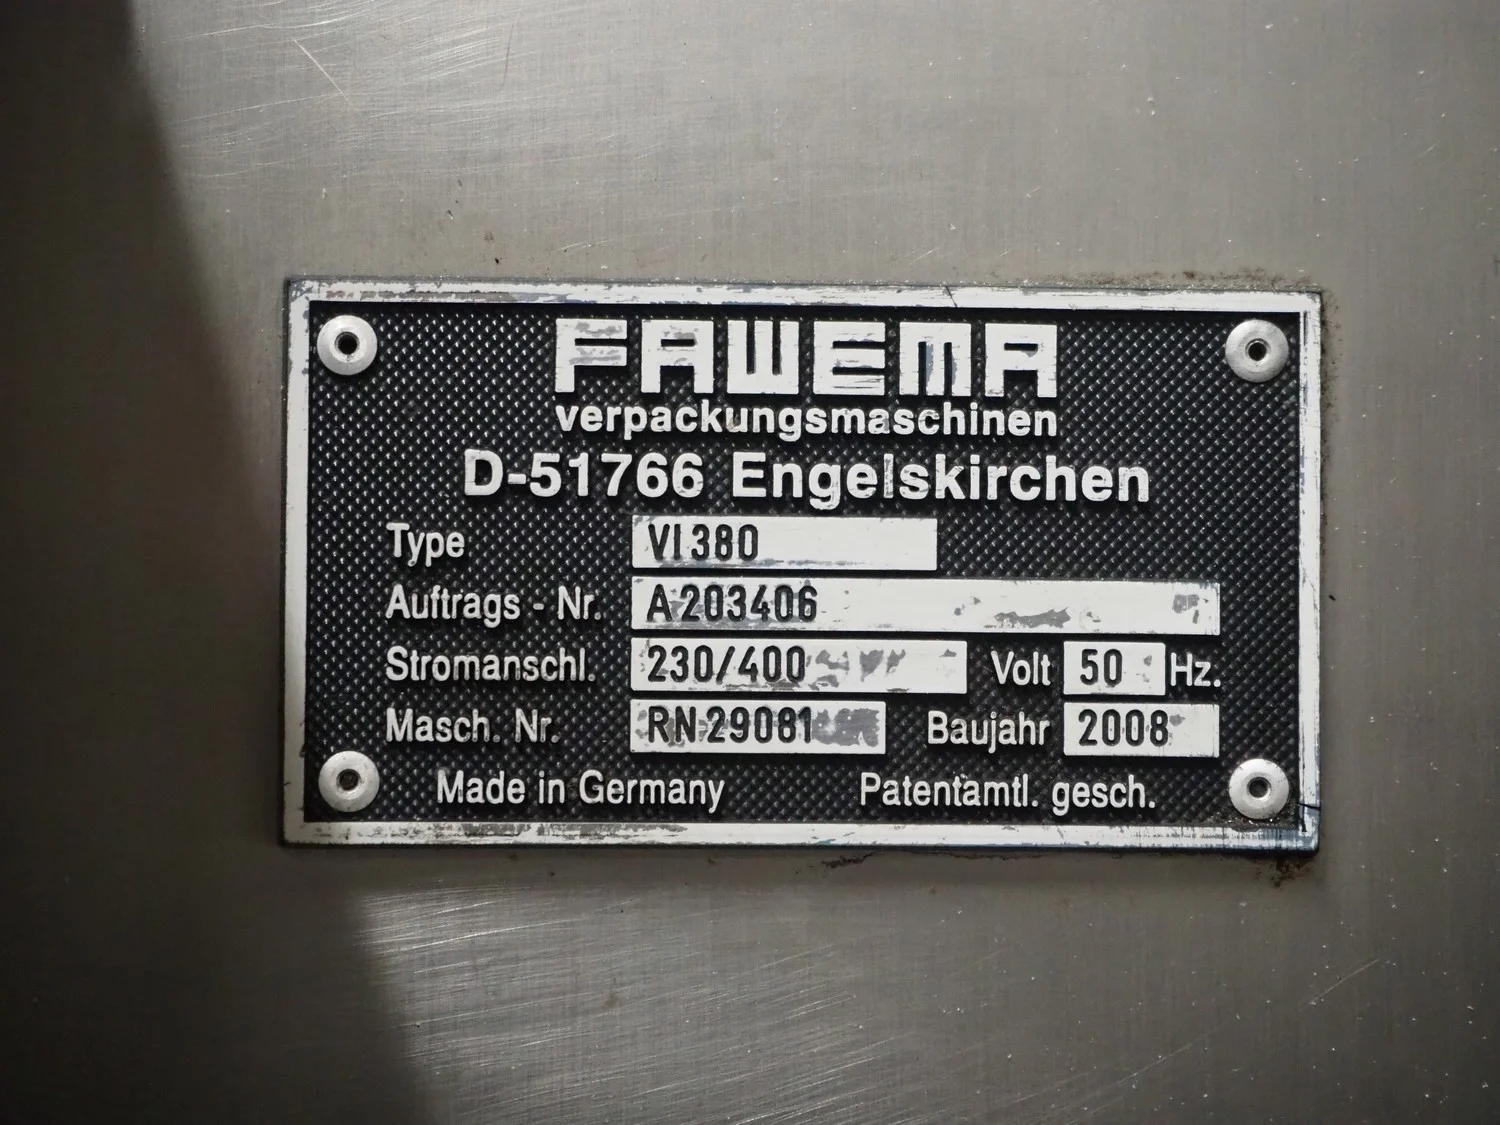 FAWEMA
verpackungsmaschinen
D-51766 Engelskirchen
Type VI 380
Auftrags - Nr. A 203406
Stromanschl. 230/400 Volt 50 Hz.
Masch. Nr. RN 29081 Baujahr 2008
Made in Germany Patentamtl. gesch.